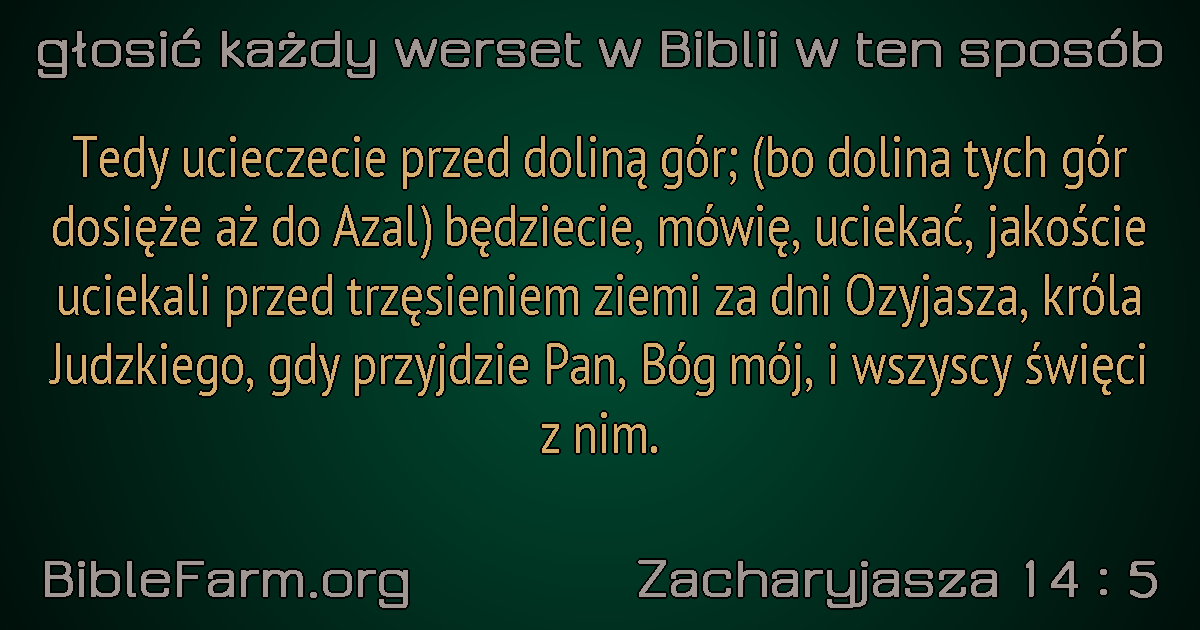 głosić każdy werset w Biblii w ten sposób
Tedy ucieczecie przed doliną gór; (bo dolina tych gór
dosięże aż do Azal) będziecie, mówię, uciekać, jakoście
uciekali przed trzęsieniem ziemi za dni Ozyjasza, króla
Judzkiego, gdy przyjdzie Pan, Bóg mój, i wszyscy święci
z nim.
BibleFarm.org
Zacharyjasza 14 : 5